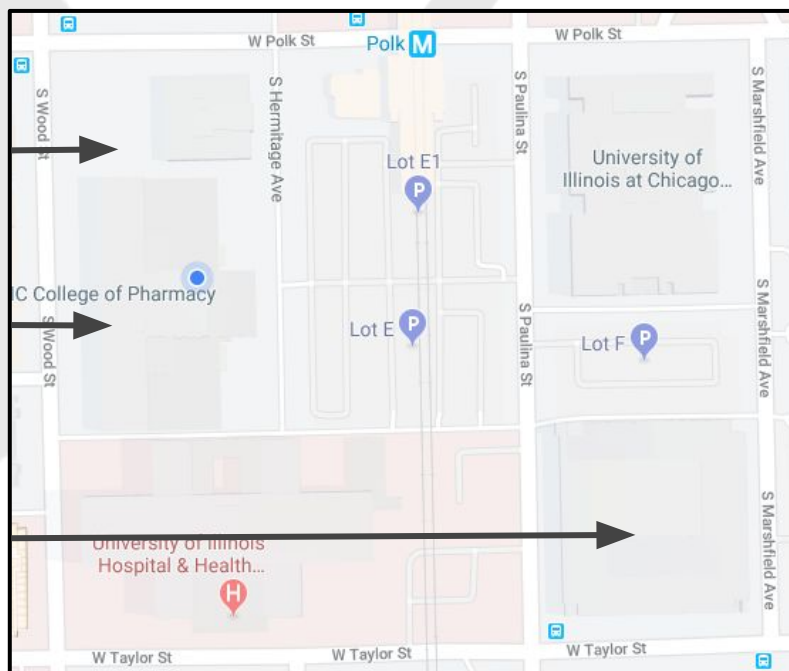 W Polk St
W Polk St
Polk M
S Wood St
S Hermitage Ave
S Paulina St
S Marshfield Ave
Lot E1
P
University of
Illinois at Chicago...
IC College of Pharmacy
Lot E P
Lot F P
S Wood St
S Paulina St
S Marshfield Ave
S Marshfield Ave
University of Illinois
Hospital & Health...
H
W Taylor St
W Taylor St
W Taylor St